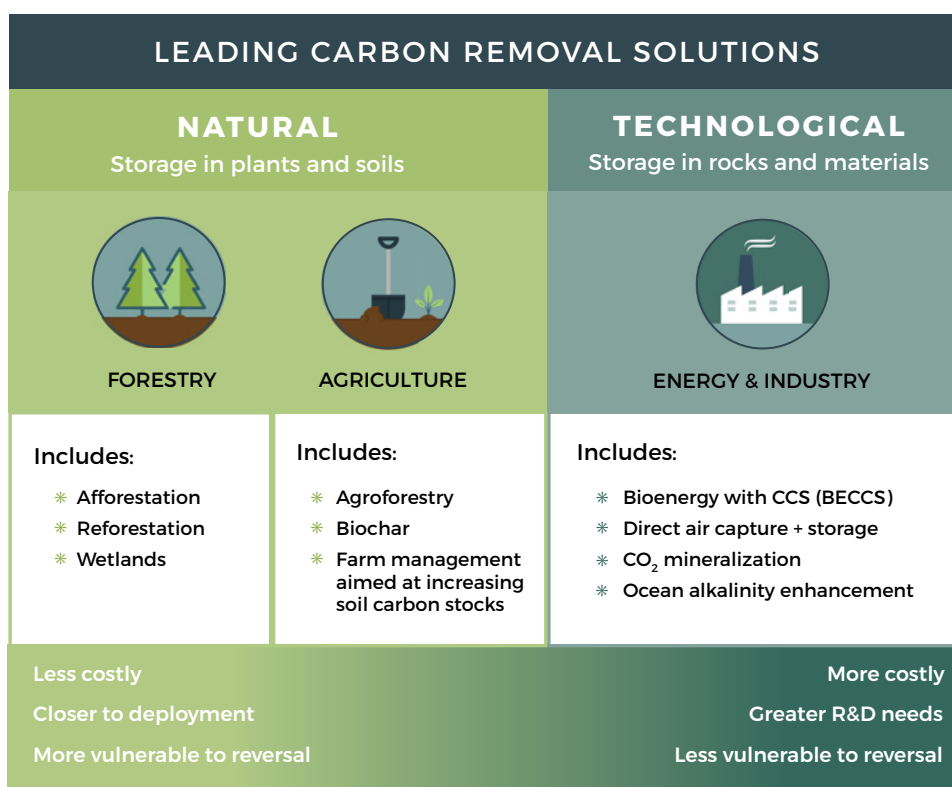 LEADING CARBON REMOVAL SOLUTIONS
NATURAL
Storage in plants and soils
TECHNOLOGICAL
Storage in rocks and materials
FORESTRY
AGRICULTURE
ENERGY & INDUSTRY
Includes:
Afforestation
Reforestation
Wetlands
Includes:
Agroforestry
Biochar
Farm management
aimed at increasing
soil carbon stocks
Includes:
Bioenergy with CCS (BECCS)
Direct air capture + storage
CO₂ mineralization
Ocean alkalinity enhancement
Less costly
Closer to deployment
More vulnerable to reversal
More costly
Greater R&D needs
Less vulnerable to reversal